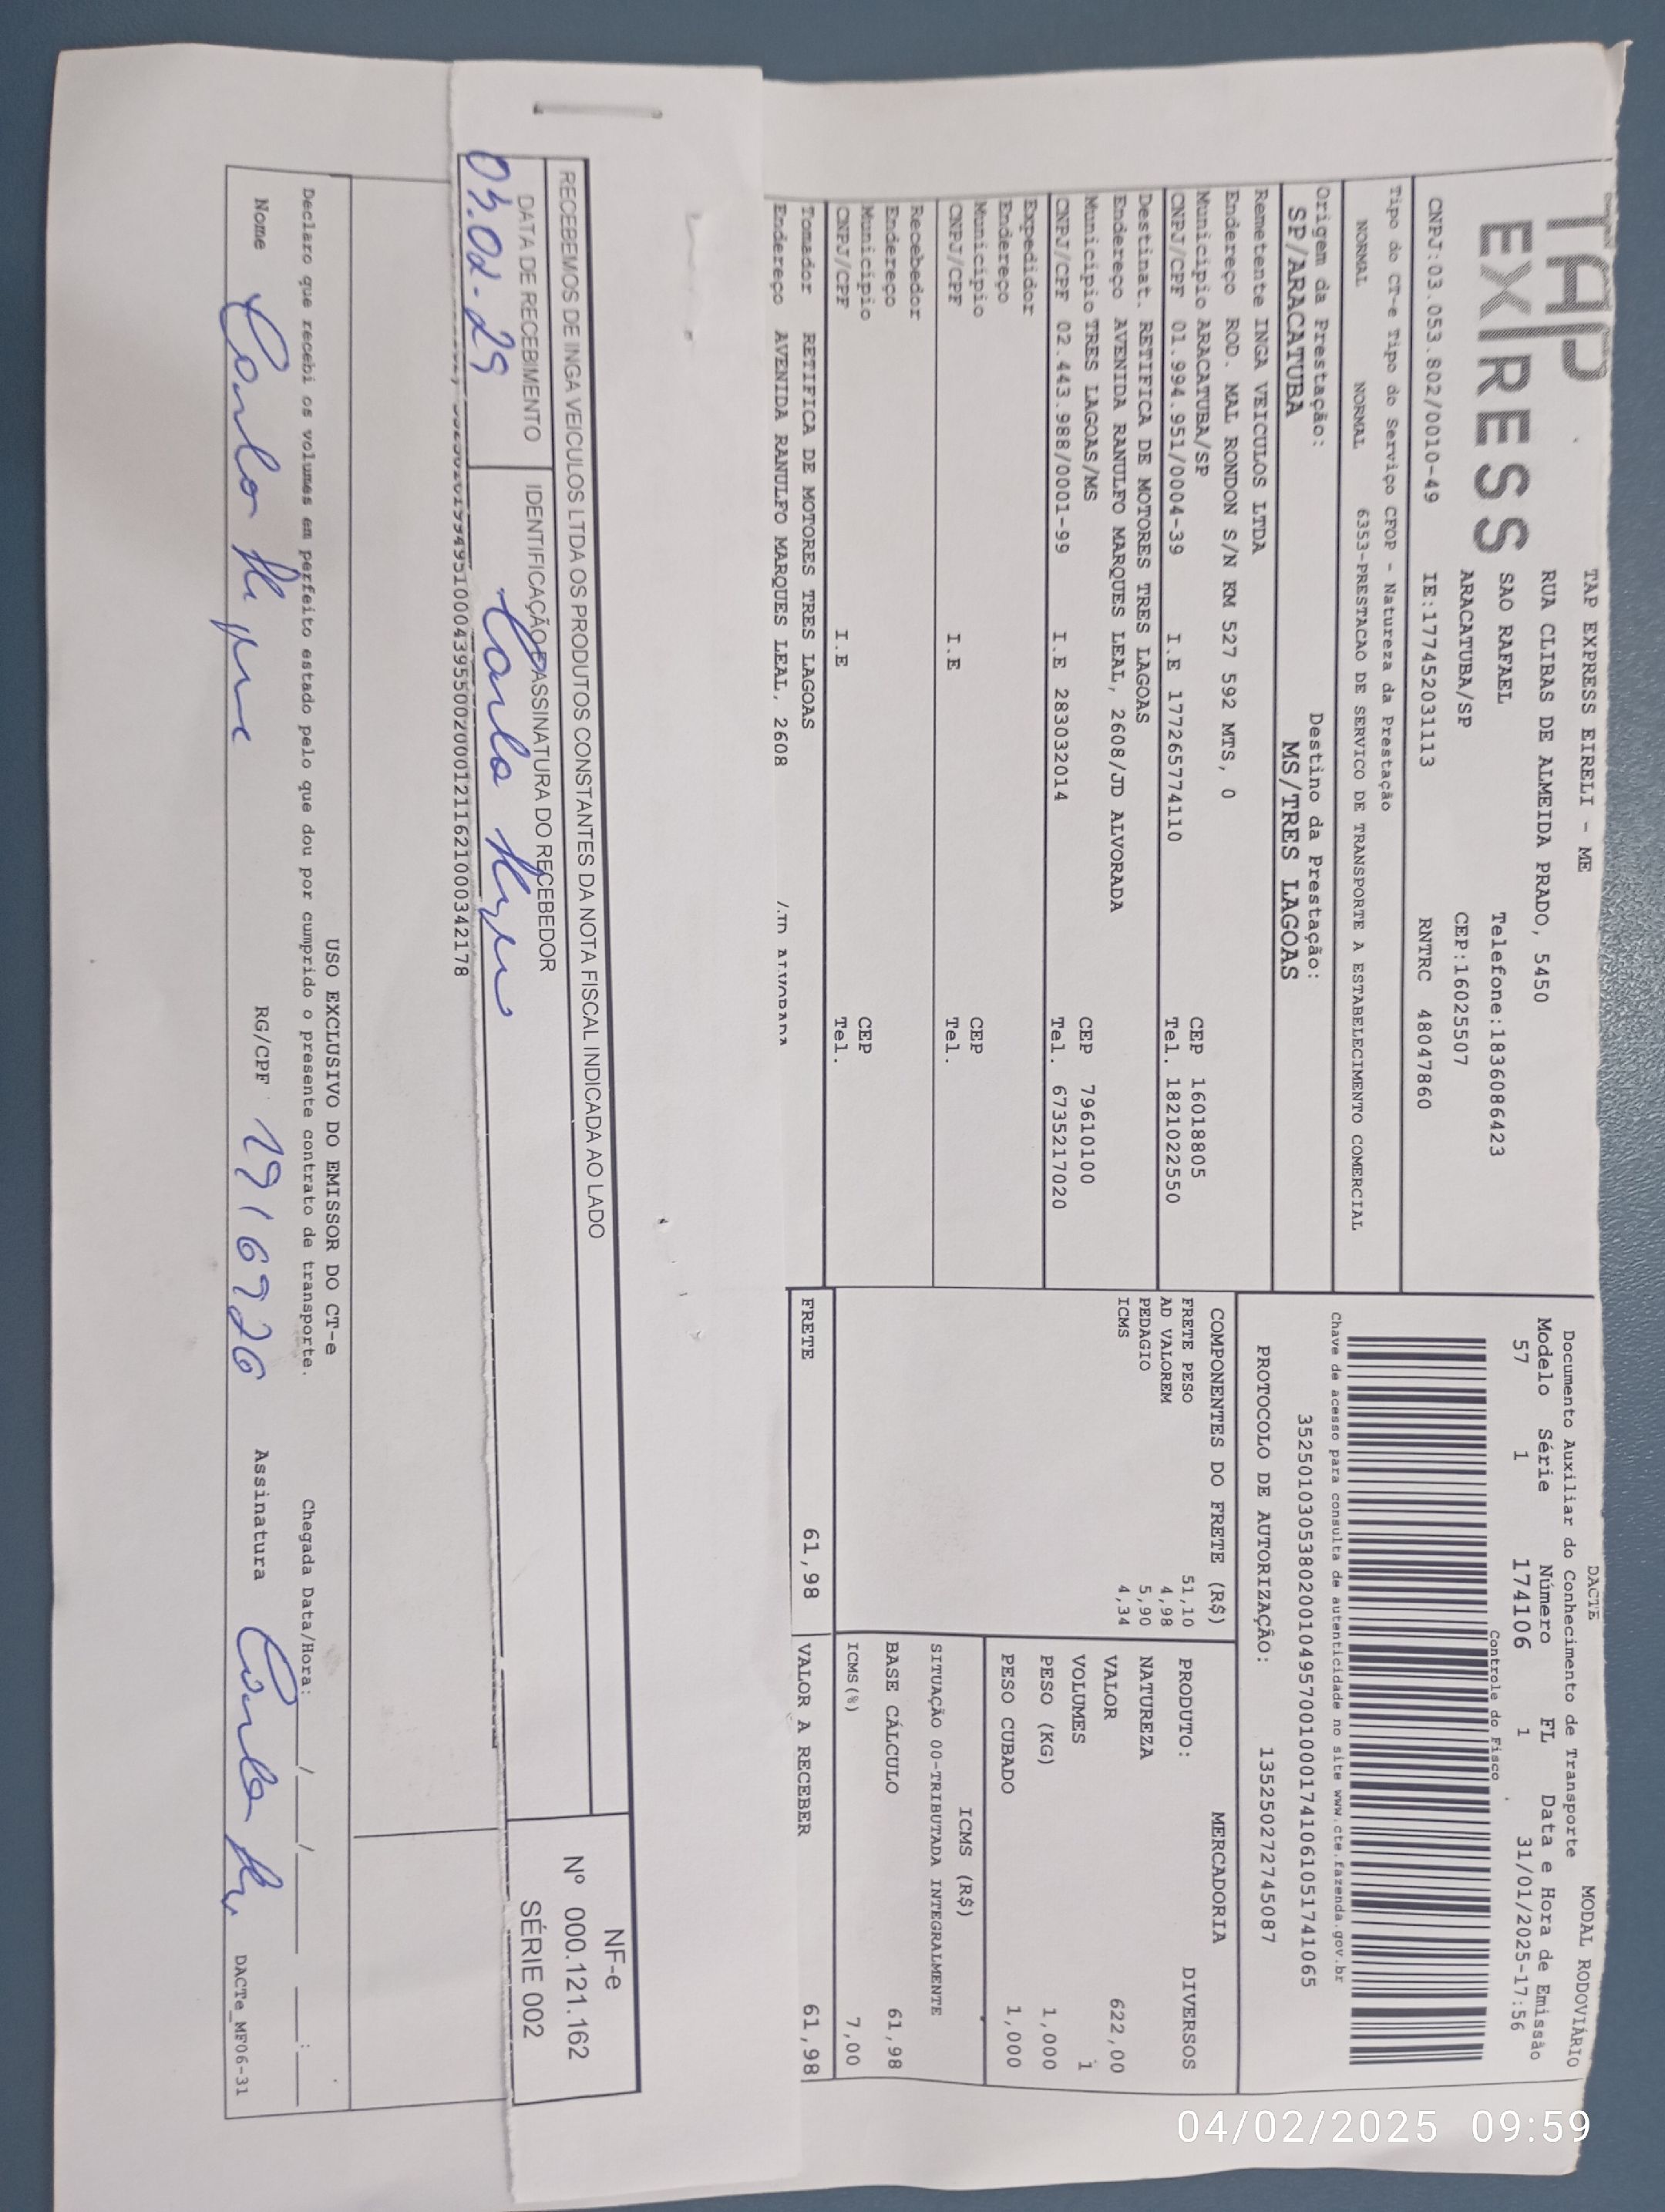 TAP EXPRESS
TAP EXPRESS EIRELI - ME
RUA CLIBAS DE ALMEIDA PRADO, 5450
SAO RAFAEL Telefone:1836086423
ARACATUBA/SP CEP:16025507
CNPJ:03.053.802/0010-49 IE:177452031113 RNTRC 48047860
Tipo do CT-e Tipo do Serviço CFOP - Natureza da Prestação
NORMAL NORMAL 6353-PRESTACAO DE SERVICO DE TRANSPORTE A ESTABELECIMENTO COMERCIAL
Origem da Prestação: Destino da Prestação:
SP/ARACATUBA MS/TRES LAGOAS
DACTE MODAL RODOVIÁRIO
Documento Auxiliar do Conhecimento de Transporte
Modelo Série Número FL Data e Hora de Emissão
57 1 174106 1 31/01/2025-17:56
Controle do Fisco
Chave de acesso para consulta de autenticidade no site www.cte.fazenda.gov.br
35250103053802001049570010001741061051741065
PROTOCOLO DE AUTORIZAÇÃO: 135250272745087
Remetente INGA VEICULOS LTDA
Endereço ROD. MAL RONDON S/N KM 527 592 MTS, 0
Município ARACATUBA/SP CEP 16018805
CNPJ/CPF 01.994.951/0004-39 I.E 177265774110 Tel. 1821022550
Destinat. RETIFICA DE MOTORES TRES LAGOAS
Endereço AVENIDA RANULFO MARQUES LEAL, 2608/JD ALVORADA
Município TRES LAGOAS/MS CEP 79610100
CNPJ/CPF 02.443.988/0001-99 I.E 283032014 Tel. 6735217020
Expedidor
Endereço
Município CEP
CNPJ/CPF I.E Tel.
Recebedor
Endereço
Município CEP
CNPJ/CPF I.E Tel.
Tomador RETIFICA DE MOTORES TRES LAGOAS
Endereço AVENIDA RANULFO MARQUES LEAL, 2608 /JD ALVORADA
COMPONENTES DO FRETE (R$)
FRETE PESO 51,10
AD VALOREM 4,98
PEDAGIO 5,90
ICMS 4,34
MERCADORIA
PRODUTO: DIVERSOS
NATUREZA
VALOR 622,00
VOLUMES 1
PESO (KG) 1,000
PESO CUBADO 1,000
ICMS (R$)
SITUAÇÃO 00-TRIBUTADA INTEGRALMENTE
BASE CÁLCULO 61,98
ICMS(%) 7,00
FRETE 61,98 VALOR A RECEBER 61,98
RECEBEMOS DE INGA VEICULOS LTDA OS PRODUTOS CONSTANTES DA NOTA FISCAL INDICADA AO LADO
DATA DE RECEBIMENTO IDENTIFICAÇÃO E ASSINATURA DO RECEBEDOR
03.02.25
NF-e
Nº 000.121.162
SÉRIE 002
USO EXCLUSIVO DO EMISSOR DO CT-e
Declaro que recebi os volumes em perfeito estado pelo que dou por cumprido o presente contrato de transporte. Chegada Data/Hora: / / :
Nome RG/CPF Assinatura
DACTe_MF06-31
04/02/2025 09:59